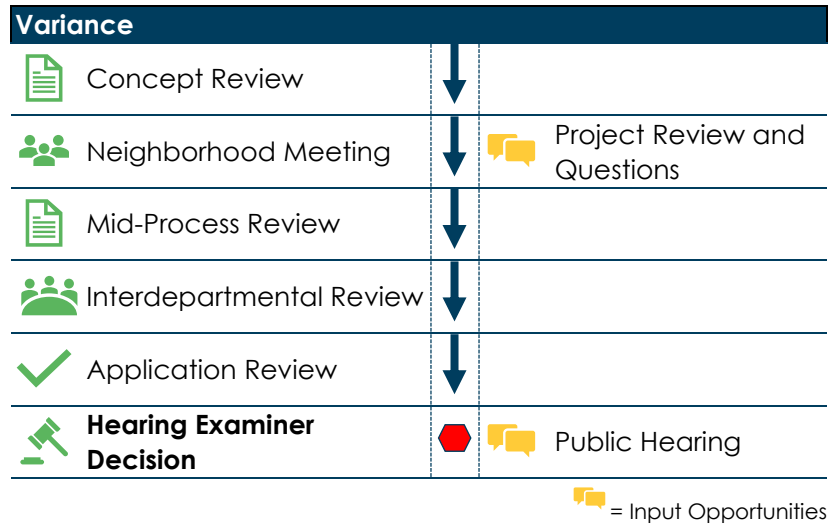 Variance
Concept Review
Neighborhood Meeting
Project Review and
Questions
Mid-Process Review
Interdepartmental Review
Application Review
Hearing Examiner
Decision
Public Hearing
= Input Opportunities